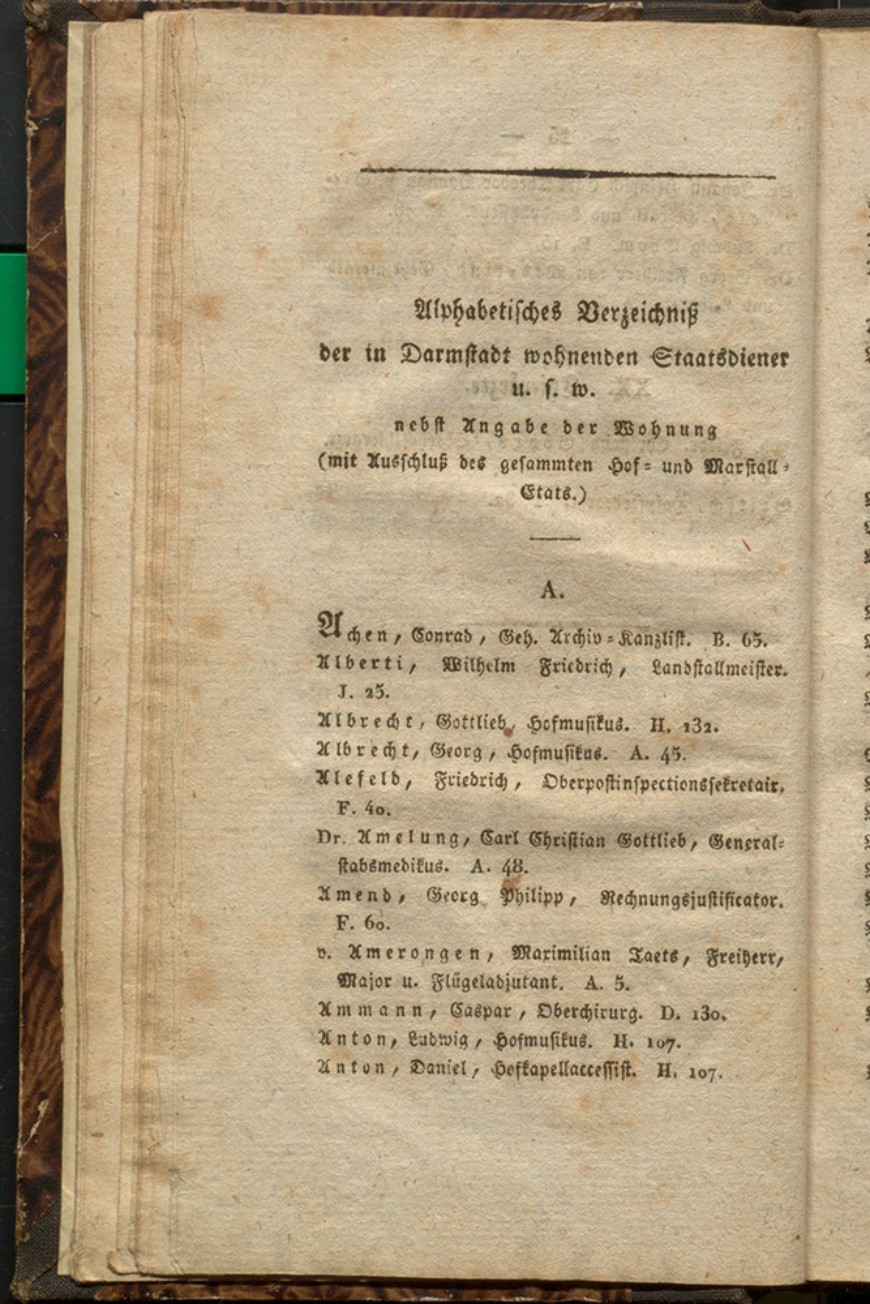 Alphabetisches Verzeichniß
der in Darmstadt wohnenden Staatsdiener
u. s. w.
nebst Angabe der Wohnung
(mit Ausschluß des gesammten Hof= und Marstall=
Etats.)
A.
Achen, Conrad, Geh. Archiv=Kanzlist. B. 65.
Alberti, Wilhelm Friedrich, Landstallmeister.
J. 25.
Albrecht, Gottlieb, Hofmusikus. H. 132.
Albrecht, Georg, Hofmusikus. A. 45.
Alefeld, Friedrich, Oberpostinspectionssekretair.
F. 40.
Dr. Amelung, Carl Christian Gottlieb, General=
stabsmedikus. A. 48.
Amend, Georg Philipp, Rechnungsjustificator.
F. 60.
v. Amerongen, Maximilian Taets, Freiherr,
Major u. Flügeladjutant. A. 5.
Ammann, Caspar, Oberchirurg. D. 130.
Anton, Ludwig, Hofmusikus. H. 107.
Anton, Daniel, Hofkapellaccessist. H. 107.